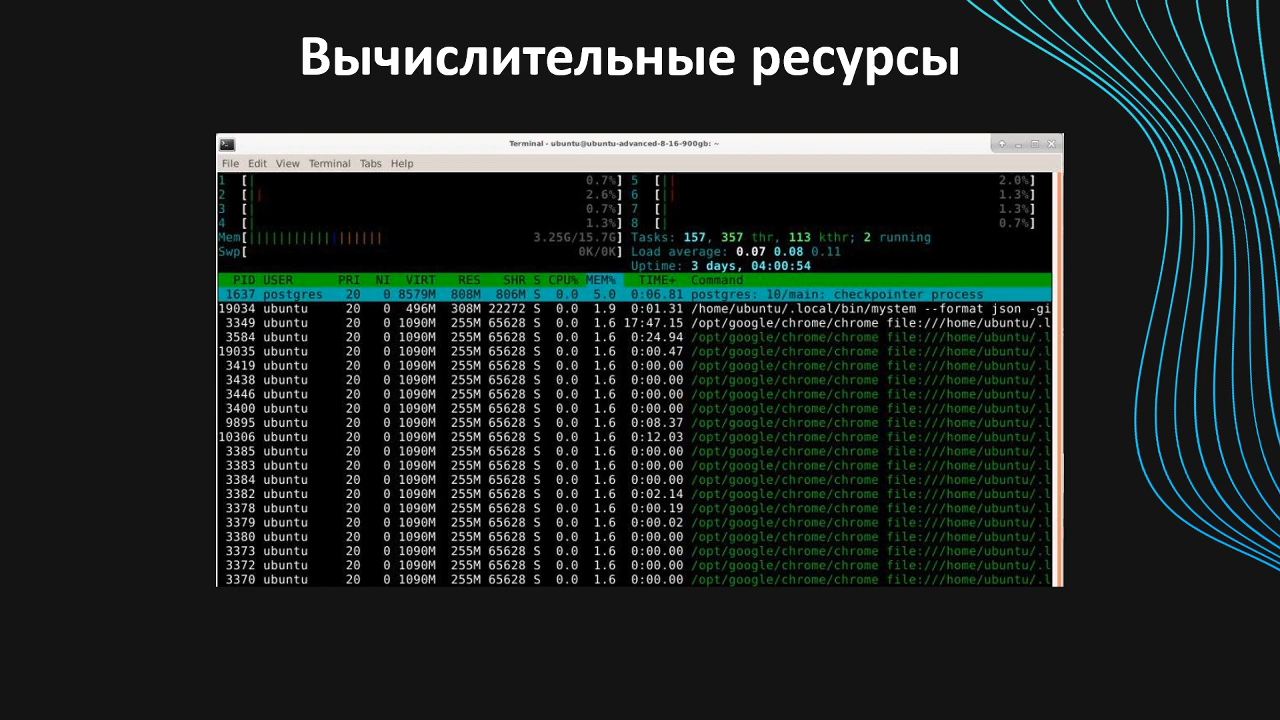 Вычислительные ресурсы
Terminal - ubuntu@ubuntu-advanced-8-16-900gb: ~
File Edit View Terminal Tabs Help
1 [| 0.7%] 5 [|| 2.0%]
2 [|| 2.6%] 6 [|| 1.3%]
3 [| 0.7%] 7 [| 1.3%]
4 [| 1.3%] 8 [| 0.7%]
Mem[|||||||||||||||||| 3.25G/15.7G] Tasks: 157, 357 thr, 113 kthr; 2 running
Swp[ 0K/0K] Load average: 0.07 0.08 0.11
Uptime: 3 days, 04:00:54
PID USER PRI NI VIRT RES SHR S CPU% MEM% TIME+ Command
1637 postgres 20 0 8579M 808M 806M S 0.0 5.0 0:06.81 postgres: 10/main: checkpointer process
19034 ubuntu 20 0 496M 308M 22272 S 0.0 1.9 0:01.31 /home/ubuntu/.local/bin/mystem --format json -gi
3349 ubuntu 20 0 1090M 255M 65628 S 0.0 1.6 17:47.15 /opt/google/chrome/chrome file:///home/ubuntu/.l
3584 ubuntu 20 0 1090M 255M 65628 S 0.0 1.6 0:24.94 /opt/google/chrome/chrome file:///home/ubuntu/.l
19035 ubuntu 20 0 1090M 255M 65628 S 0.0 1.6 0:00.47 /opt/google/chrome/chrome file:///home/ubuntu/.l
3419 ubuntu 20 0 1090M 255M 65628 S 0.0 1.6 0:00.00 /opt/google/chrome/chrome file:///home/ubuntu/.l
3438 ubuntu 20 0 1090M 255M 65628 S 0.0 1.6 0:00.00 /opt/google/chrome/chrome file:///home/ubuntu/.l
3446 ubuntu 20 0 1090M 255M 65628 S 0.0 1.6 0:00.00 /opt/google/chrome/chrome file:///home/ubuntu/.l
3400 ubuntu 20 0 1090M 255M 65628 S 0.0 1.6 0:00.00 /opt/google/chrome/chrome file:///home/ubuntu/.l
9895 ubuntu 20 0 1090M 255M 65628 S 0.0 1.6 0:08.37 /opt/google/chrome/chrome file:///home/ubuntu/.l
10306 ubuntu 20 0 1090M 255M 65628 S 0.0 1.6 0:12.03 /opt/google/chrome/chrome file:///home/ubuntu/.l
3385 ubuntu 20 0 1090M 255M 65628 S 0.0 1.6 0:00.00 /opt/google/chrome/chrome file:///home/ubuntu/.l
3383 ubuntu 20 0 1090M 255M 65628 S 0.0 1.6 0:00.00 /opt/google/chrome/chrome file:///home/ubuntu/.l
3384 ubuntu 20 0 1090M 255M 65628 S 0.0 1.6 0:00.00 /opt/google/chrome/chrome file:///home/ubuntu/.l
3382 ubuntu 20 0 1090M 255M 65628 S 0.0 1.6 0:02.14 /opt/google/chrome/chrome file:///home/ubuntu/.l
3378 ubuntu 20 0 1090M 255M 65628 S 0.0 1.6 0:00.19 /opt/google/chrome/chrome file:///home/ubuntu/.l
3379 ubuntu 20 0 1090M 255M 65628 S 0.0 1.6 0:00.02 /opt/google/chrome/chrome file:///home/ubuntu/.l
3380 ubuntu 20 0 1090M 255M 65628 S 0.0 1.6 0:00.00 /opt/google/chrome/chrome file:///home/ubuntu/.l
3373 ubuntu 20 0 1090M 255M 65628 S 0.0 1.6 0:00.00 /opt/google/chrome/chrome file:///home/ubuntu/.l
3372 ubuntu 20 0 1090M 255M 65628 S 0.0 1.6 0:00.00 /opt/google/chrome/chrome file:///home/ubuntu/.l
3370 ubuntu 20 0 1090M 255M 65628 S 0.0 1.6 0:00.00 /opt/google/chrome/chrome file:///home/ubuntu/.l